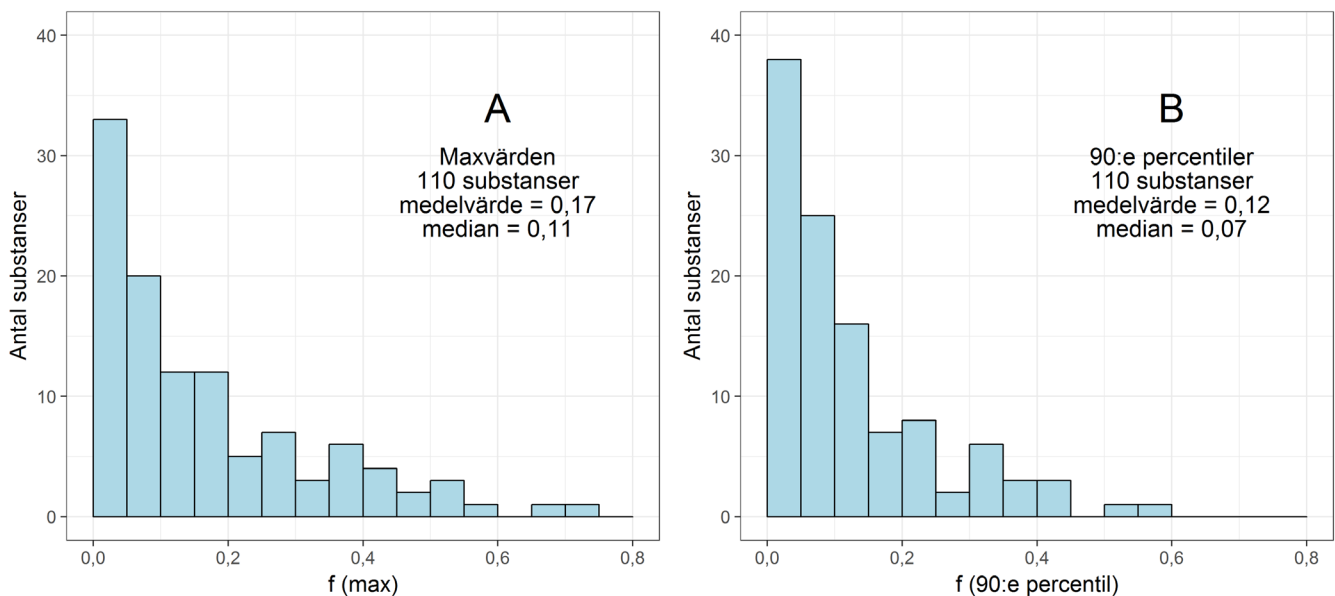 A
Maxvärden
110 substanser
medelvärde = 0,17
median = 0,11
Antal substanser
40
30
20
10
0
0,0 0,2 0,4 0,6 0,8
f (max)
B
90:e percentiler
110 substanser
medelvärde = 0,12
median = 0,07
Antal substanser
40
30
20
10
0
0,0 0,2 0,4 0,6 0,8
f (90:e percentil)